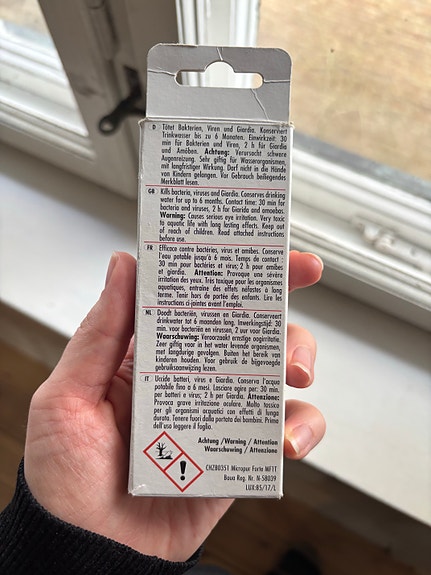 D Tötet Bakterien, Viren und Giardia. Konserviert
Trinkwasser bis zu 6 Monaten. Einwirkzeit: 30
min für Bakterien und Viren, 2 h für Giardia
und Amöben. Achtung: Verursacht schwere
Augenreizung. Sehr giftig für Wasserorganismen,
mit langfristiger Wirkung. Darf nicht in die Hände
von Kindern gelangen. Vor Gebrauch beiliegendes
Merkblatt lesen.
GB Kills bacteria, viruses and Giardia. Conserves drinking
water for up to 6 months. Contact time: 30 min for
bacteria and viruses, 2 h for Giardia and amoebas.
Warning: Causes serious eye irritation. Very toxic
to aquatic life with long lasting effects. Keep out
of reach of children. Read attached instructions
before use.
FR Efficace contre bactéries, virus et amibes. Conserve
l'eau potable jusqu'à 6 mois. Temps de contact :
30 min pour bactéries et virus; 2 h pour amibes
et giardia. Attention: Provoque une sévère
irritation des yeux. Très toxique pour les organismes
aquatiques, entraîne des effets néfastes à long
terme. Tenir hors de portée des enfants. Lire les
instructions ci-jointes avant l'emploi.
NL Doodt bacteriën, virussen en Giardia. Conserveert
drinkwater tot 6 maanden lang. Inwerkingstijd: 30
min. voor bacteriën en virussen, 2 uur voor Giardia.
Waarschuwing: Veroorzaakt ernstige oogirritatie.
Zeer giftig voor in het water levende organismen,
met langdurige gevolgen. Buiten het bereik van
kinderen houden. Voor gebruik de bijgevoegde
gebruiksaanwijzing lezen.
IT Uccide batteri, virus e Giardia. Conserva l'acqua
potabile fino a 6 mesi. Lasciare agire per: 30 min.
per batteri e virus; 2 h per Giardia. Attenzione:
Provoca grave irritazione oculare. Molto tossico
per gli organismi acquatici con effetti di lunga
durata. Tenere fuori dalla portata dei bambini. Prima
dell'uso leggere il foglio.
Achtung /Warning / Attention
Waarschuwing / Attenzione
CHZB0351 Micropur Forte MF1T
Baua Reg. Nr. N-58039
LUX:85/17/L